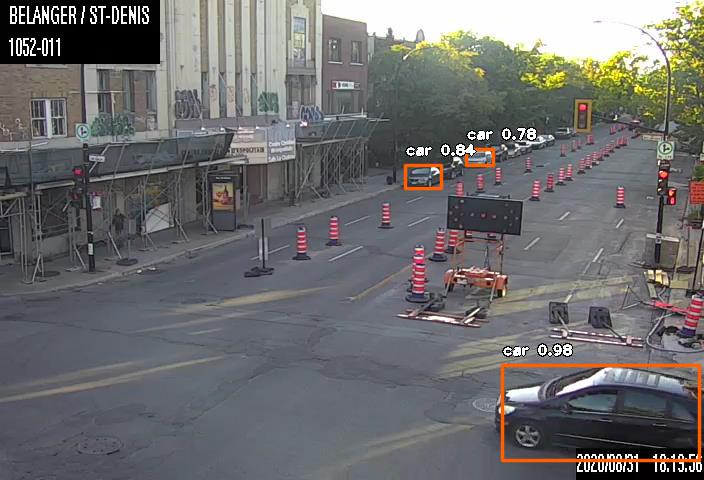 BELANGER / ST-DENIS
1052-011
car 0.78
car 0.84
car 0.98
2020/08/31 18:19:56